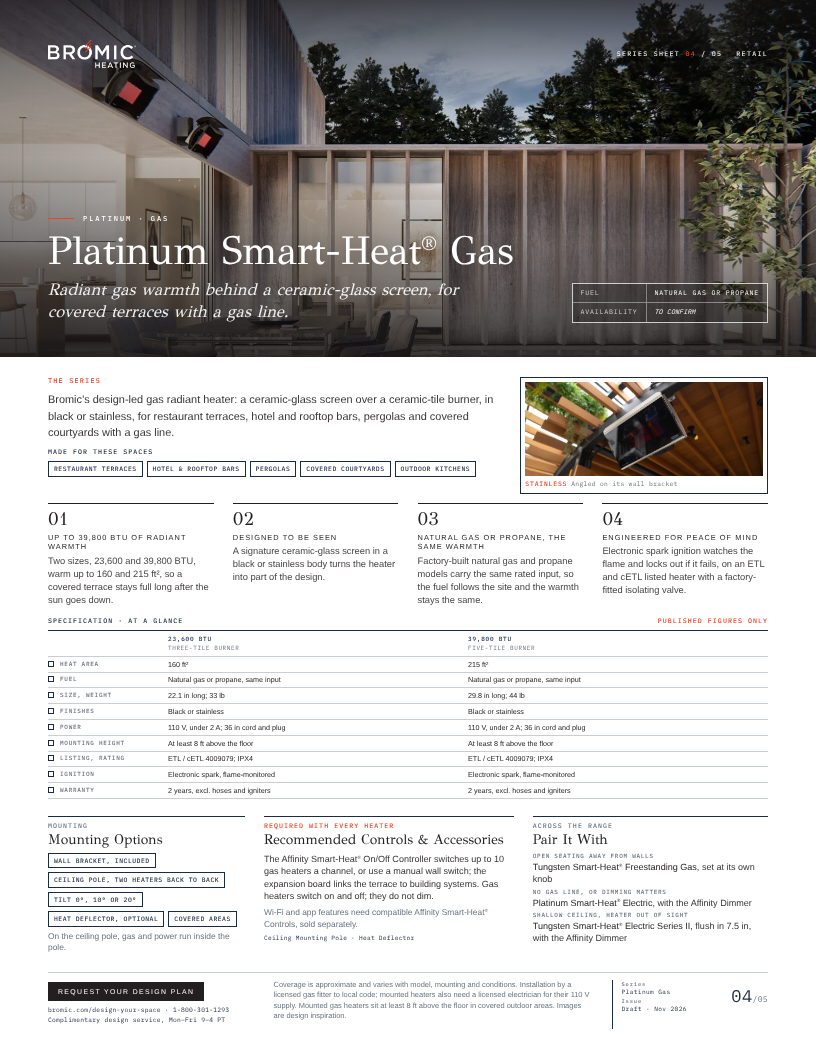 BROMIC
HEATING
SERIES SHEET 04 / 05 RETAIL
PLATINUM · GAS
Platinum Smart-Heat® Gas
Radiant gas warmth behind a ceramic-glass screen, for
covered terraces with a gas line.
FUEL NATURAL GAS OR PROPANE
AVAILABILITY TO CONFIRM
THE SERIES
Bromic's design-led gas radiant heater: a ceramic-glass screen over a ceramic-tile burner, in
black or stainless, for restaurant terraces, hotel and rooftop bars, pergolas and covered
courtyards with a gas line.
MADE FOR THESE SPACES
RESTAURANT TERRACES HOTEL & ROOFTOP BARS PERGOLAS COVERED COURTYARDS OUTDOOR KITCHENS
STAINLESS Angled on its wall bracket
01
UP TO 39,800 BTU OF RADIANT
WARMTH
Two sizes, 23,600 and 39,800 BTU,
warm up to 160 and 215 ft², so a
covered terrace stays full long after the
sun goes down.
02
DESIGNED TO BE SEEN
A signature ceramic-glass screen in a
black or stainless body turns the heater
into part of the design.
03
NATURAL GAS OR PROPANE, THE
SAME WARMTH
Factory-built natural gas and propane
models carry the same rated input, so
the fuel follows the site and the warmth
stays the same.
04
ENGINEERED FOR PEACE OF MIND
Electronic spark ignition watches the
flame and locks out if it fails, on an ETL
and cETL listed heater with a factory-
fitted isolating valve.
SPECIFICATION · AT A GLANCE PUBLISHED FIGURES ONLY
23,600 BTU 39,800 BTU
THREE-TILE BURNER FIVE-TILE BURNER
HEAT AREA 160 ft² 215 ft²
FUEL Natural gas or propane, same input Natural gas or propane, same input
SIZE, WEIGHT 22.1 in long; 33 lb 29.8 in long; 44 lb
FINISHES Black or stainless Black or stainless
POWER 110 V, under 2 A; 36 in cord and plug 110 V, under 2 A; 36 in cord and plug
MOUNTING HEIGHT At least 8 ft above the floor At least 8 ft above the floor
LISTING, RATING ETL / cETL 4009079; IPX4 ETL / cETL 4009079; IPX4
IGNITION Electronic spark, flame-monitored Electronic spark, flame-monitored
WARRANTY 2 years, excl. hoses and igniters 2 years, excl. hoses and igniters
MOUNTING
Mounting Options
WALL BRACKET, INCLUDED
CEILING POLE, TWO HEATERS BACK TO BACK
TILT 0°, 10° OR 20°
HEAT DEFLECTOR, OPTIONAL COVERED AREAS
On the ceiling pole, gas and power run inside the
pole.
REQUIRED WITH EVERY HEATER
Recommended Controls & Accessories
The Affinity Smart-Heat® On/Off Controller switches up to 10
gas heaters a channel, or use a manual wall switch; the
expansion board links the terrace to building systems. Gas
heaters switch on and off; they do not dim.
Wi-Fi and app features need compatible Affinity Smart-Heat®
Controls, sold separately.
Ceiling Mounting Pole · Heat Deflector
ACROSS THE RANGE
Pair It With
OPEN SEATING AWAY FROM WALLS
Tungsten Smart-Heat® Freestanding Gas, set at its own
knob
NO GAS LINE, OR DIMMING MATTERS
Platinum Smart-Heat® Electric, with the Affinity Dimmer
SHALLOW CEILING, HEATER OUT OF SIGHT
Tungsten Smart-Heat® Electric Series II, flush in 7.5 in,
with the Affinity Dimmer
REQUEST YOUR DESIGN PLAN
bromic.com/design-your-space · 1-800-301-1293
Complimentary design service, Mon–Fri 9–4 PT
Coverage is approximate and varies with model, mounting and conditions. Installation by a
licensed gas fitter to local code; mounted heaters also need a licensed electrician for their 110 V
supply. Mounted gas heaters sit at least 8 ft above the floor in covered outdoor areas. Images
are design inspiration.
Series
Platinum Gas
Issue
Draft · Nov 2026
04/05